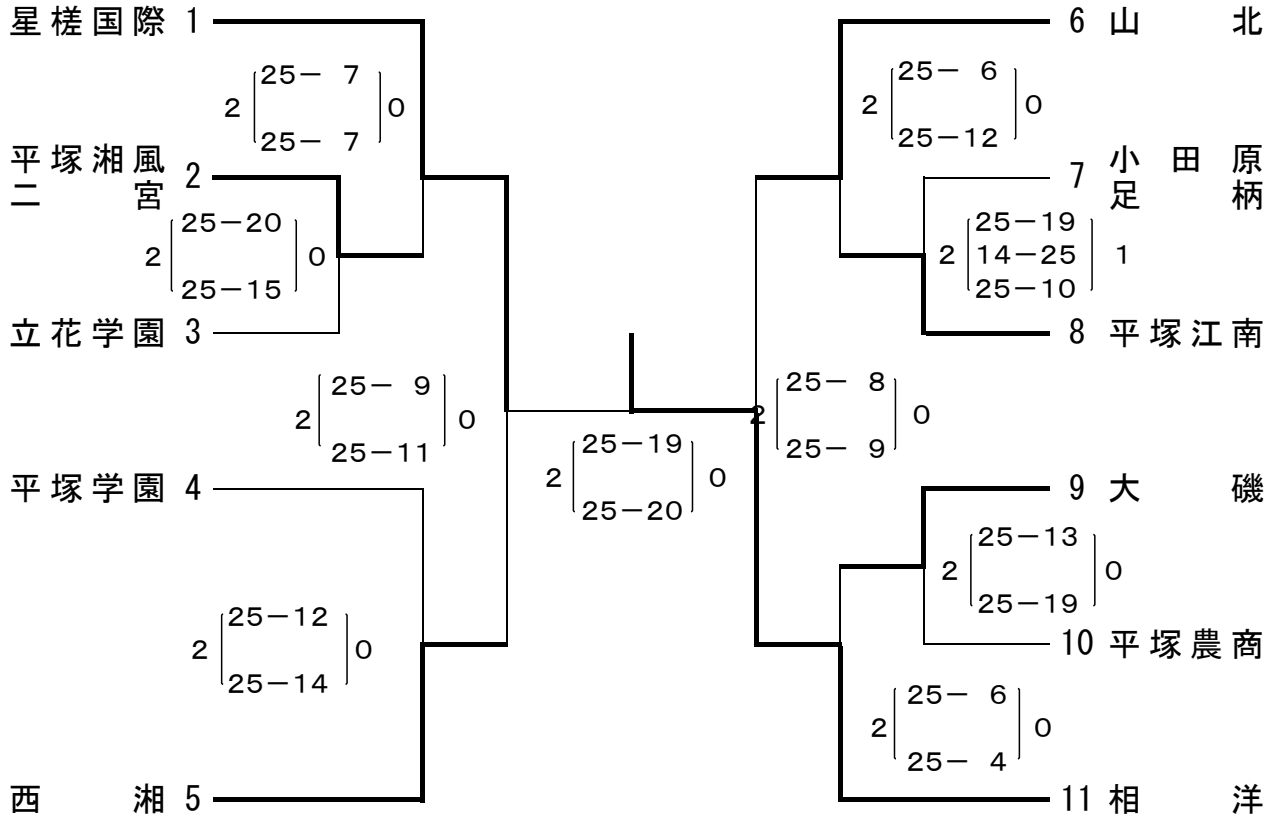 星槎国際 1
25－ 7
2 0
25－ 7
平塚湘風
二宮 2
25－20
2 0
25－15
立花学園 3
25－ 9
2 0
25－11
平塚学園 4
25－12
2 0
25－14
西湘 5
25－19
2 0
25－20
6 山北
25－ 6
2 0
25－12
7 小田原
足柄
25－19
2 14－25 1
25－10
8 平塚江南
25－ 8
2 0
25－ 9
9 大磯
25－13
2 0
25－19
10 平塚農商
25－ 6
2 0
25－ 4
11 相洋